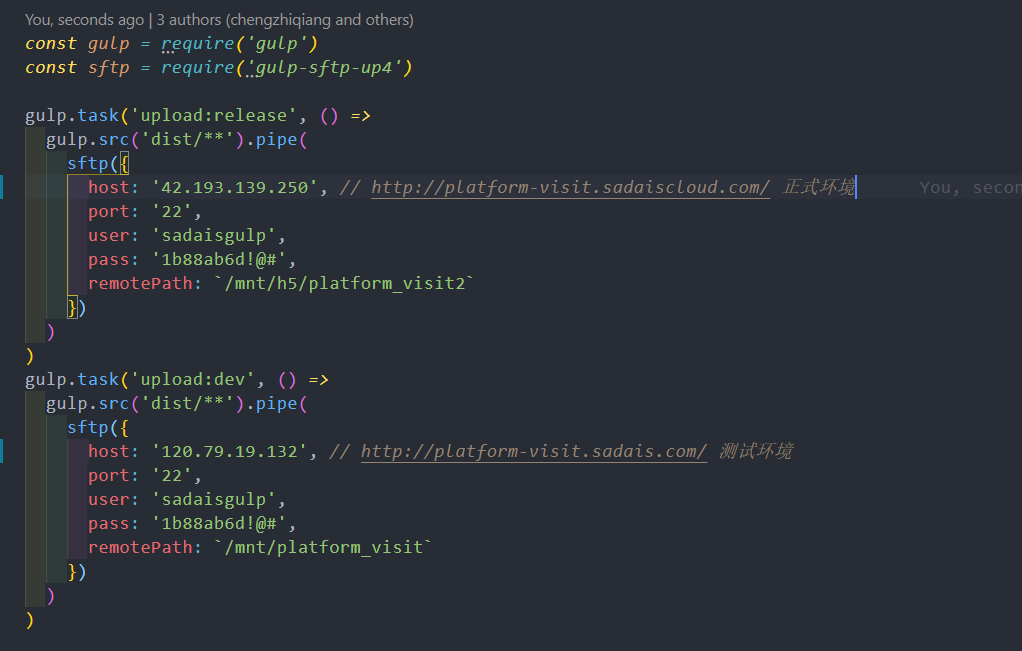 You, seconds ago | 3 authors (chengzhiqiang and others)
const gulp = require('gulp')
const sftp = require('gulp-sftp-up4')
gulp.task('upload:release', () =>
gulp.src('dist/**').pipe(
sftp({
host: '42.193.139.250', // http://platform-visit.sadaiscloud.com/ 正式环境 You, secon
port: '22',
user: 'sadaisgulp',
pass: '1b88ab6d!@#',
remotePath: `/mnt/h5/platform_visit2`
})
)
)
gulp.task('upload:dev', () =>
gulp.src('dist/**').pipe(
sftp({
host: '120.79.19.132', // http://platform-visit.sadais.com/ 测试环境
port: '22',
user: 'sadaisgulp',
pass: '1b88ab6d!@#',
remotePath: `/mnt/platform_visit`
})
)
)